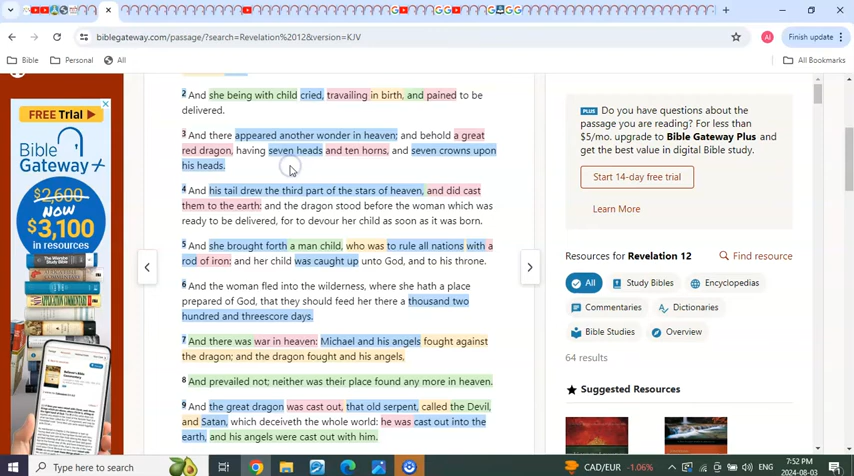 biblegateway.com/passage/?search=Revelation%2012&version=KJV
Finish update
Bible
Personal
All
All Bookmarks
2 And she being with child cried, travailing in birth, and pained to be
delivered.
3 And there appeared another wonder in heaven; and behold a great
red dragon, having seven heads and ten horns, and seven crowns upon
his heads.
4 And his tail drew the third part of the stars of heaven, and did cast
them to the earth: and the dragon stood before the woman which was
ready to be delivered, for to devour her child as soon as it was born.
5 And she brought forth a man child, who was to rule all nations with a
rod of iron: and her child was caught up unto God, and to his throne.
6 And the woman fled into the wilderness, where she hath a place
prepared of God, that they should feed her there a thousand two
hundred and threescore days.
7 And there was war in heaven: Michael and his angels fought against
the dragon; and the dragon fought and his angels,
8 And prevailed not; neither was their place found any more in heaven.
9 And the great dragon was cast out, that old serpent, called the Devil,
and Satan, which deceiveth the whole world: he was cast out into the
earth, and his angels were cast out with him.
FREE Trial
BIBLE
GATEWAY+
$2,600
NOW
$3,100
in resources
PLUS Do you have questions about the
passage you are reading? For less than
$5/mo. upgrade to Bible Gateway Plus and
get the best value in digital Bible study.
Start 14-day free trial
Learn More
Resources for Revelation 12
Find resource
All
Study Bibles
Encyclopedias
Commentaries
Dictionaries
Bible Studies
Overview
64 results
Suggested Resources
Type here to search
CAD/EUR -1.06%
ENG
7:52 PM
2024-08-03